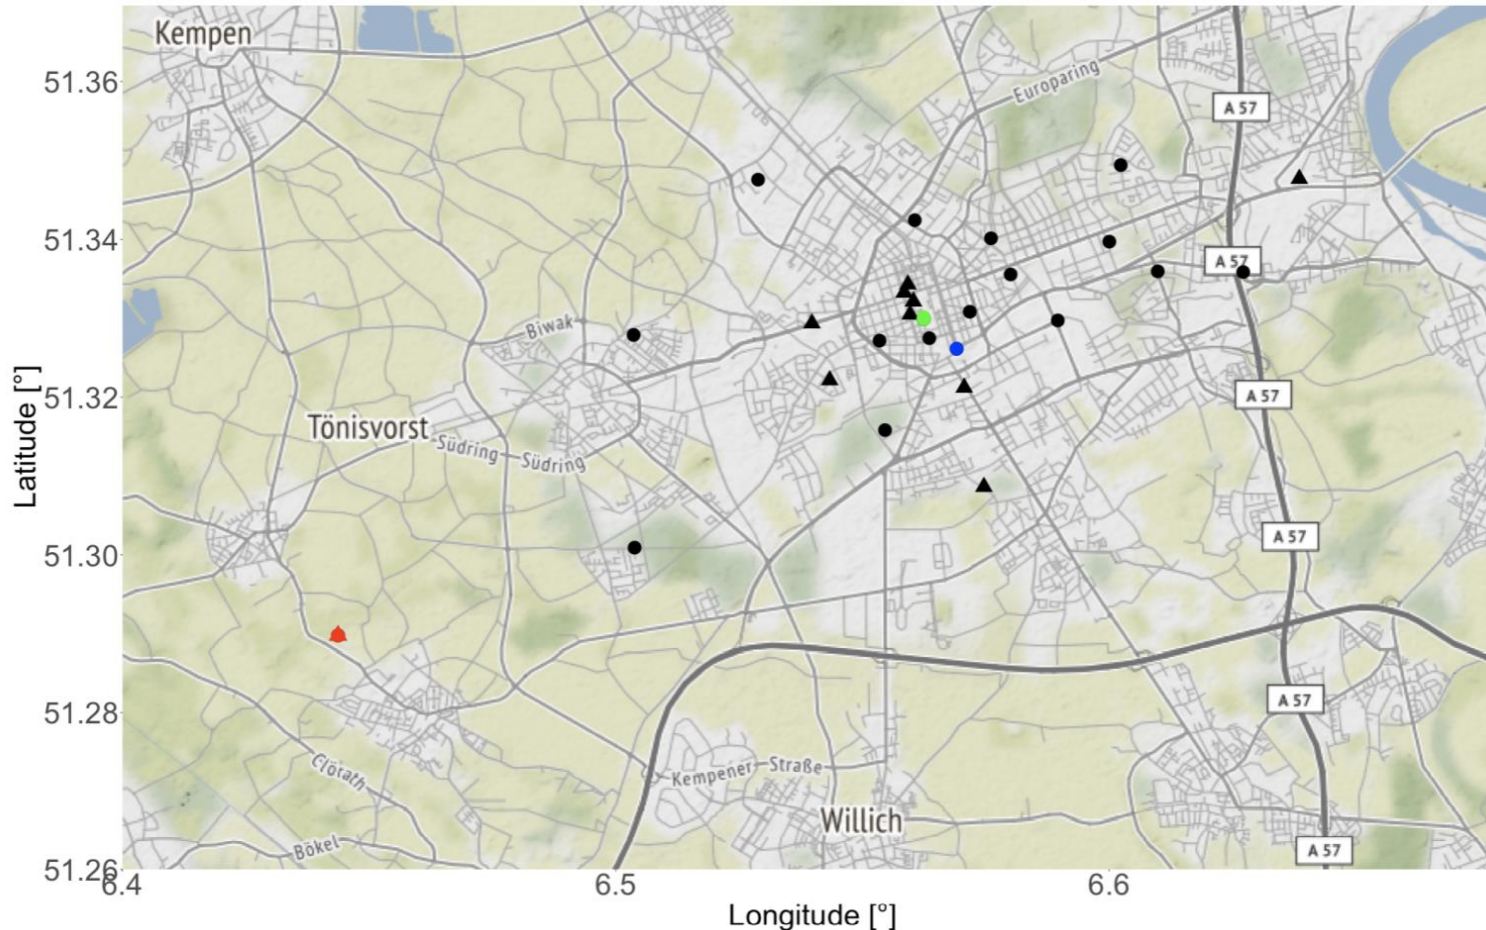 Kempen
51.36
Europaring
A 57
51.34
A 57
Biwak
51.32
A 57
Tönisvorst
Südring
Südring
Latitude [°]
A 57
51.30
51.28
A 57
Clörath
Kempener
Straße
Willich
Bökel
A 57
51.26
6.4
6.5
6.6
Longitude [°]